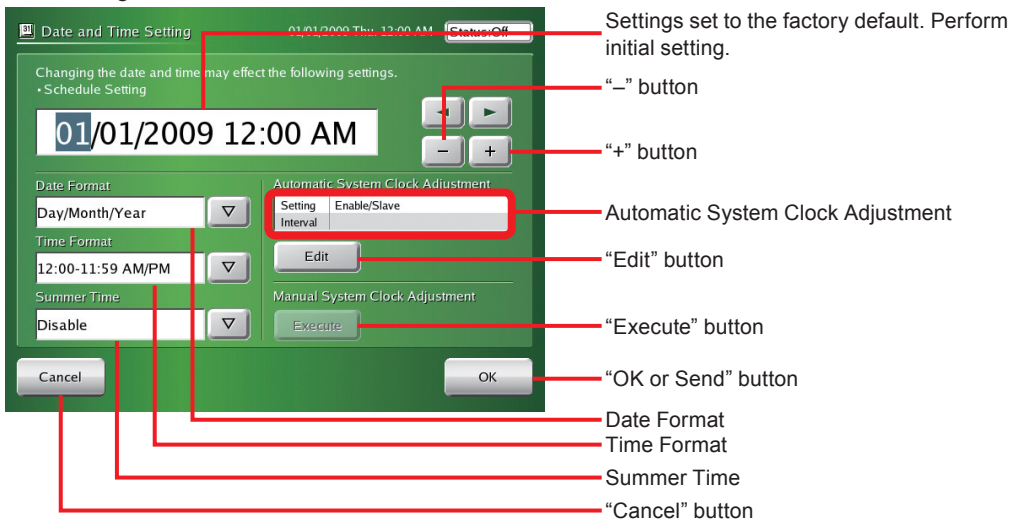 Settings set to the factory default. Perform
initial setting.
31 Date and Time Setting 01/01/2009 Thu. 12:00 AM Status:Off
Changing the date and time may effect the following settings.
• Schedule Setting
“–” button
01/01/2009 12:00 AM
– +
“+” button
Date Format
Automatic System Clock Adjustment
Day/Month/Year
Setting Enable/Slave
Interval
Automatic System Clock Adjustment
Time Format
Edit
“Edit” button
12:00-11:59 AM/PM
Summer Time
Manual System Clock Adjustment
Disable
Execute
“Execute” button
Cancel
OK
“OK or Send” button
Date Format
Time Format
Summer Time
“Cancel” button